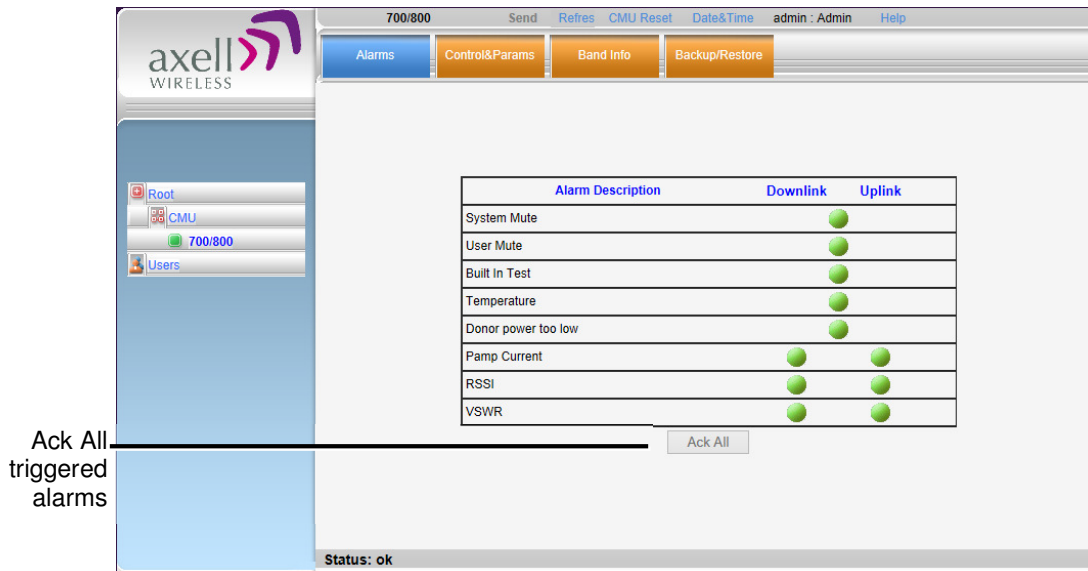 axell
WIRELESS
700/800 Send Refres CMU Reset Date&Time admin : Admin Help
Alarms Control&Params Band Info Backup/Restore
Root
CMU
700/800
Users
Alarm Description Downlink Uplink
System Mute
User Mute
Built In Test
Temperature
Donor power too low
Pamp Current
RSSI
VSWR
Ack All
Ack All
triggered
alarms
Status: ok